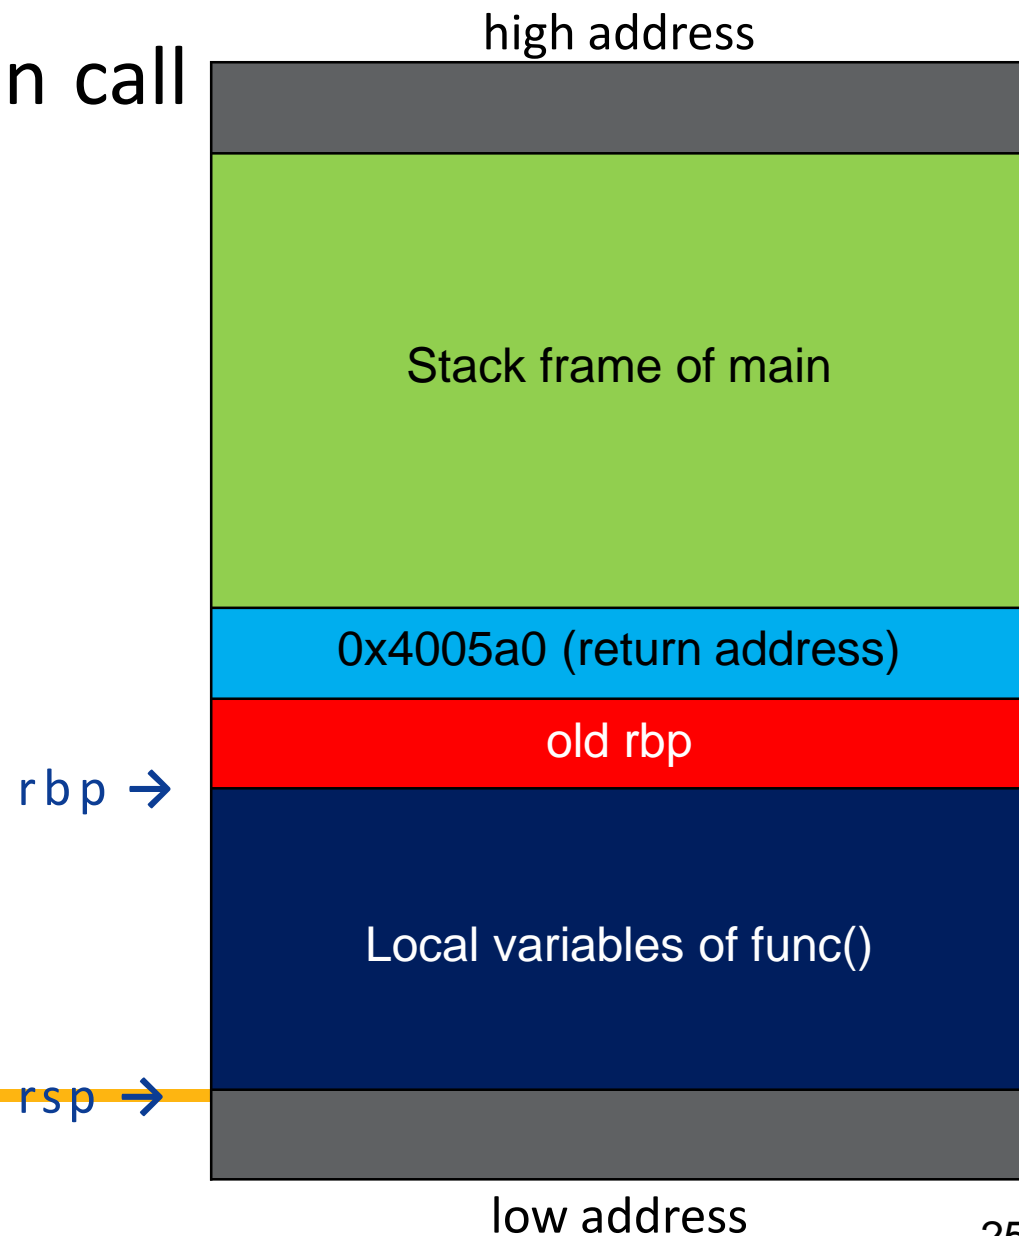 high address
n call
Stack frame of main
0x4005a0 (return address)
old rbp
rbp →
Local variables of func()
rsp →
low address
25